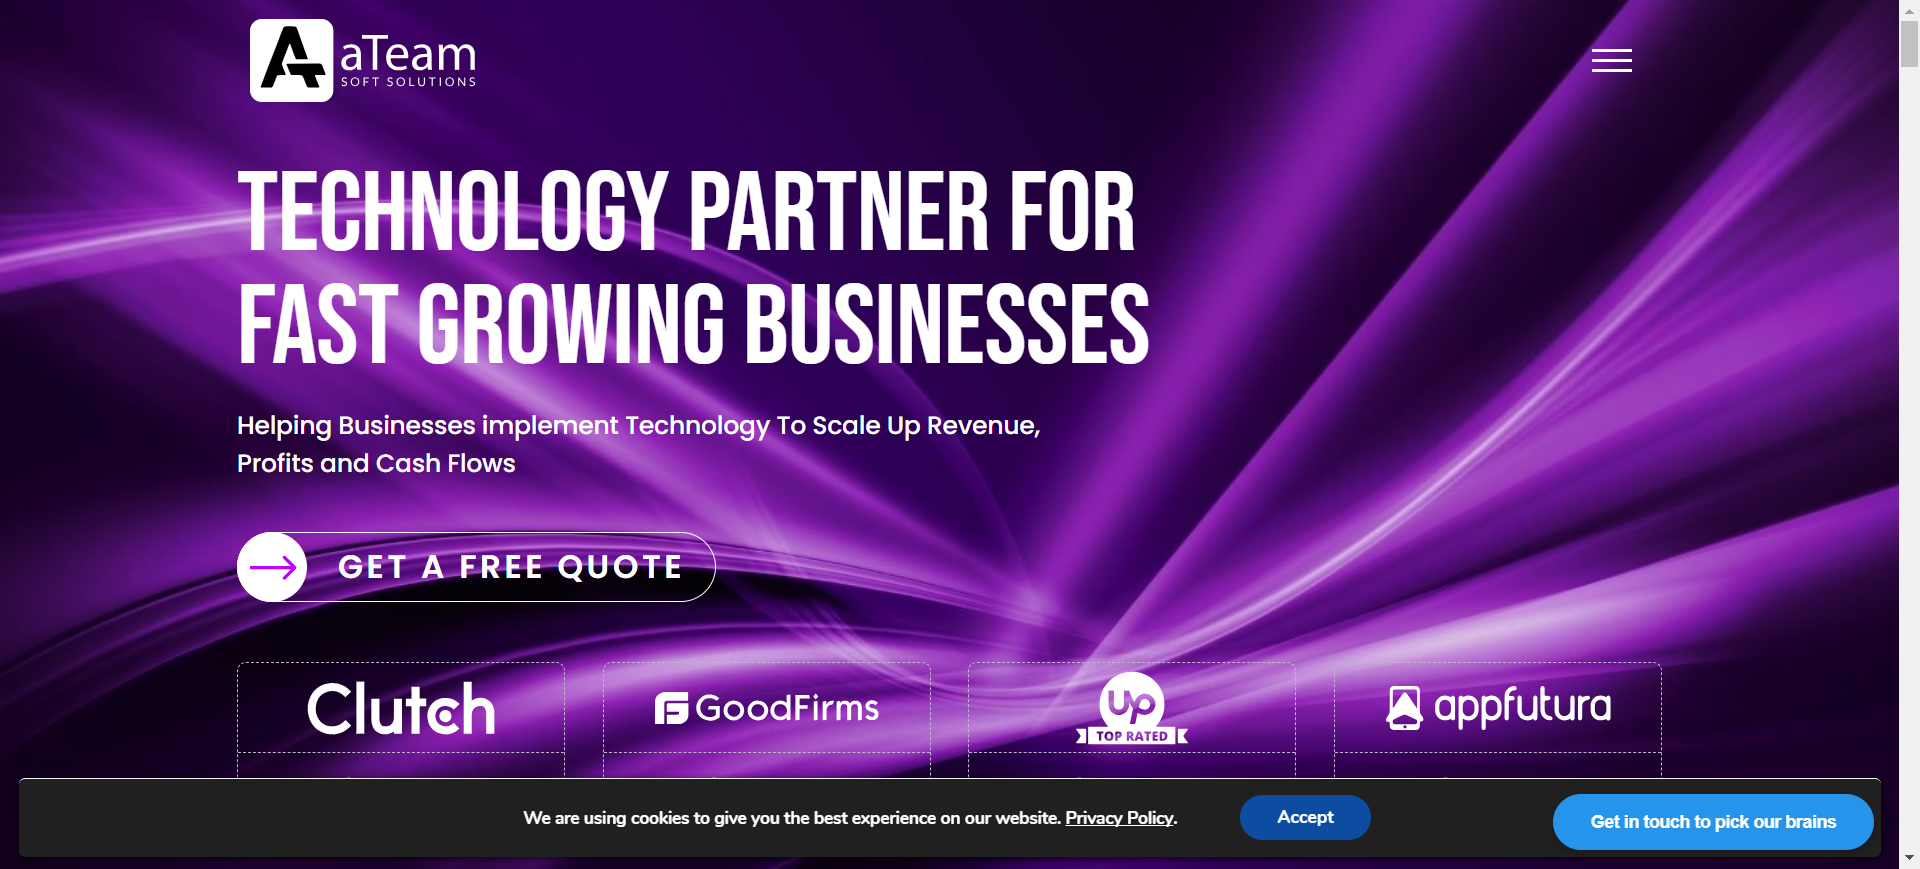 aTeam
SOFT SOLUTIONS
TECHNOLOGY PARTNER FOR
FAST GROWING BUSINESSES
Helping Businesses implement Technology To Scale Up Revenue,
Profits and Cash Flows
GET A FREE QUOTE
Clutch
GoodFirms
UP
TOP RATED
appfutura
We are using cookies to give you the best experience on our website. Privacy Policy.
Accept
Get in touch to pick our brains